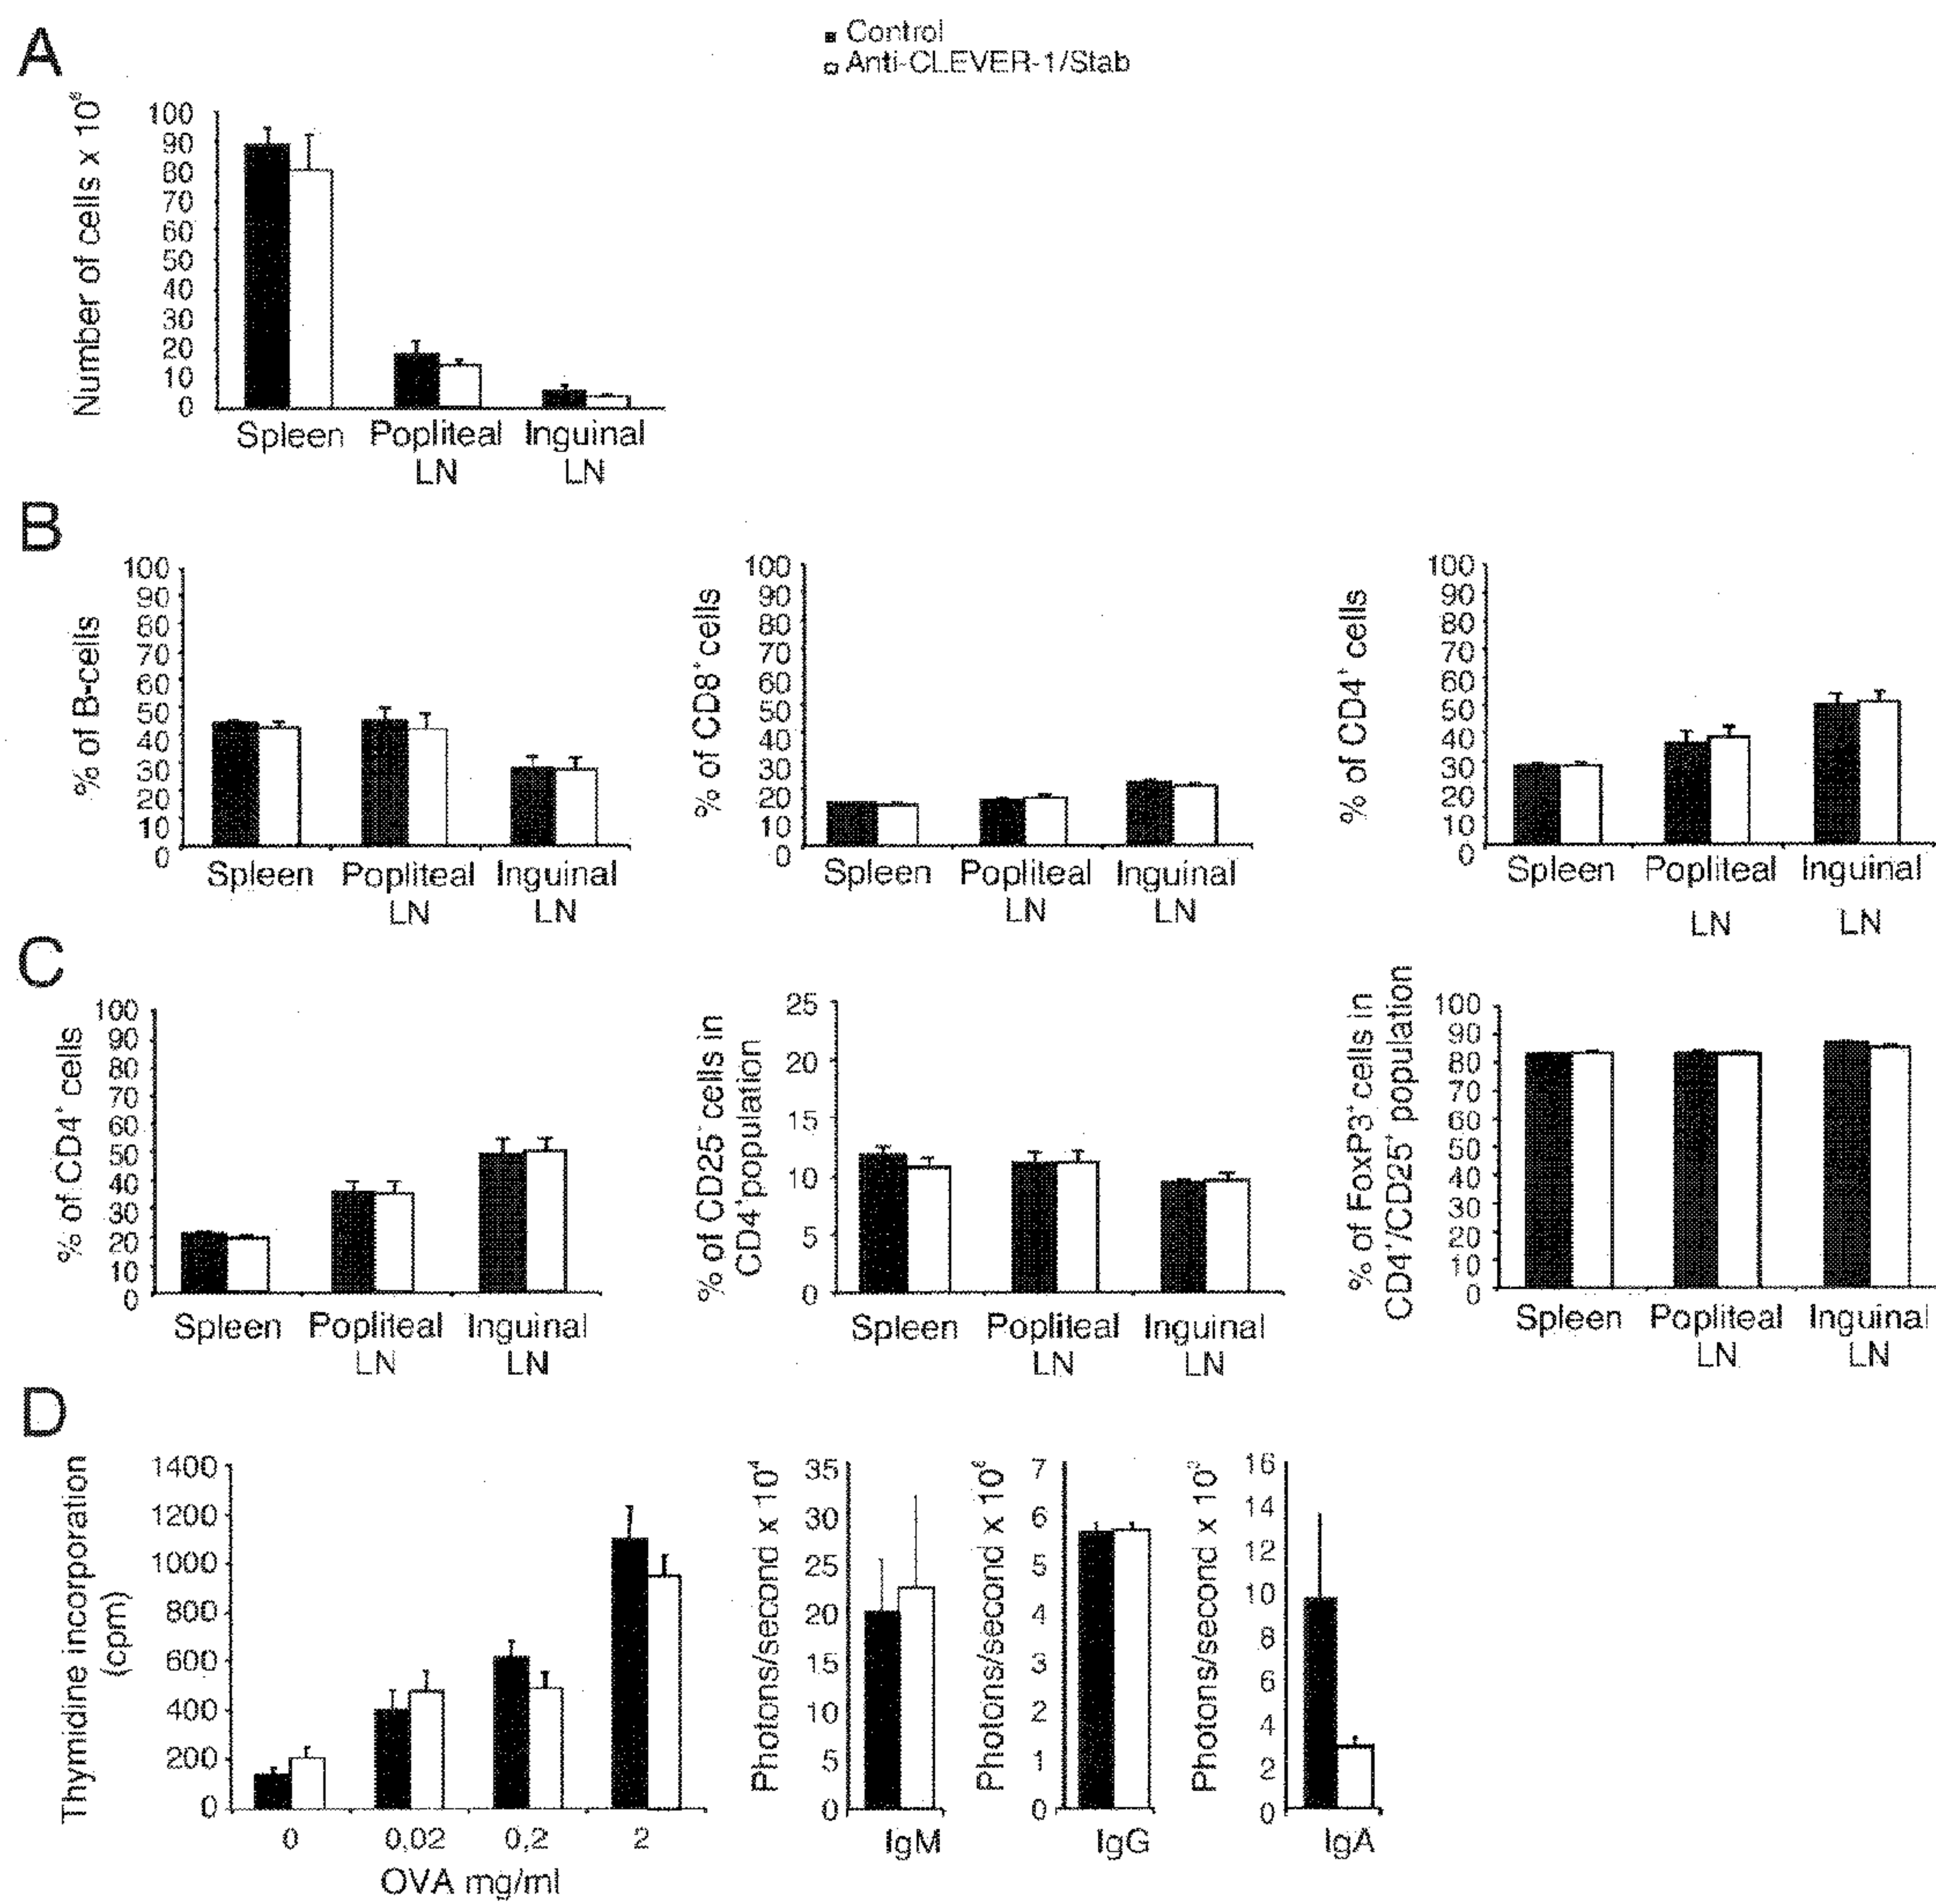 Control
Anti-CLEVER-1/Stab
A
Number of cells x 10⁶
100
90
80
70
60
50
40
30
20
10
0
Spleen
Popliteal
LN
Inguinal
LN
B
% of B-cells
100
90
80
70
60
50
40
30
20
10
0
Spleen
Popliteal
LN
Inguinal
LN
% of CD8⁺ cells
100
90
80
70
60
50
40
30
20
10
0
Spleen
Popliteal
LN
Inguinal
LN
% of CD4⁺ cells
100
90
80
70
60
50
40
30
20
10
0
Spleen
Popliteal
LN
Inguinal
LN
C
% of CD4⁺ cells
100
90
80
70
60
50
40
30
20
10
0
Spleen
Popliteal
LN
Inguinal
LN
% of CD25 cells in
CD4⁺population
25
20
15
10
5
0
Spleen
Popliteal
LN
Inguinal
LN
% of FoxP3⁺cells in
CD4⁺/CD25⁺ population
100
90
80
70
60
50
40
30
20
10
0
Spleen
Popliteal
LN
Inguinal
LN
D
Thymidine incorporation
(cpm)
1400
1200
1000
800
600
400
200
0
0
0,02
0,2
2
OVA mg/ml
Photons/second x 10⁴
35
30
25
20
15
10
5
0
IgM
Photons/second x 10⁶
7
6
5
4
3
2
1
0
IgG
Photons/second x
16
14
12
10
8
6
4
2
0
IgA